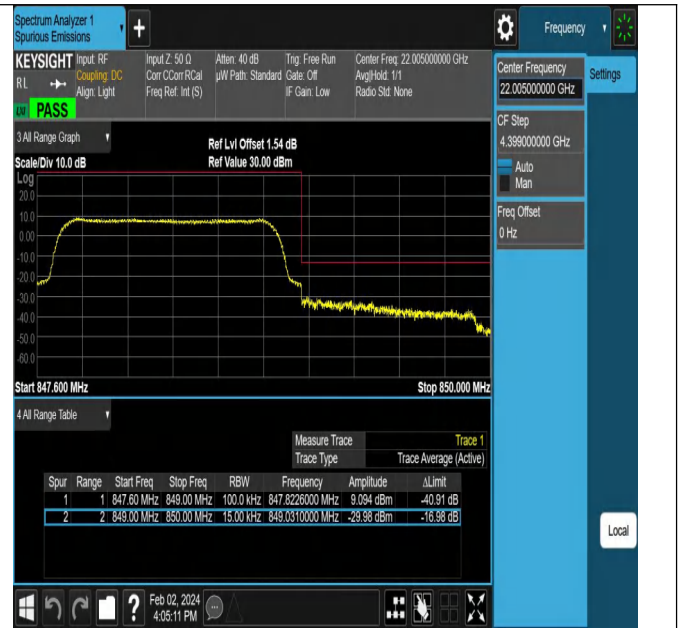 Spectrum Analyzer 1
Spurious Emissions
+
Frequency
KEYSIGHT Input: RF Input Z: 50 Ω Atten: 40 dB Trig: Free Run Center Freq: 22.005000000 GHz
RL Coupling: DC Corr CCorr RCal µW Path: Standard Gate: Off Avg|Hold: 1/1
Align: Light Freq Ref: Int (S) IF Gain: Low Radio Std: None
PASS
Center Frequency
22.005000000 GHz
Settings
CF Step
4.399000000 GHz
Auto
Man
Freq Offset
0 Hz
3 All Range Graph
Ref Lvl Offset 1.54 dB
Scale/Div 10.0 dB Ref Value 30.00 dBm
Log
20.0
10.0
0.00
-10.0
-20.0
-30.0
-40.0
-50.0
-60.0
Start 847.600 MHz Stop 850.000 MHz
4 All Range Table
Measure Trace Trace 1
Trace Type Trace Average (Active)
Spur Range Start Freq Stop Freq RBW Frequency Amplitude ΔLimit
1 1 847.60 MHz 849.00 MHz 100.0 kHz 847.8226000 MHz 9.094 dBm -40.91 dB
2 2 849.00 MHz 850.00 MHz 15.00 kHz 849.0310000 MHz -29.98 dBm -16.98 dB
Local
? Feb 02, 2024
4:05:11 PM